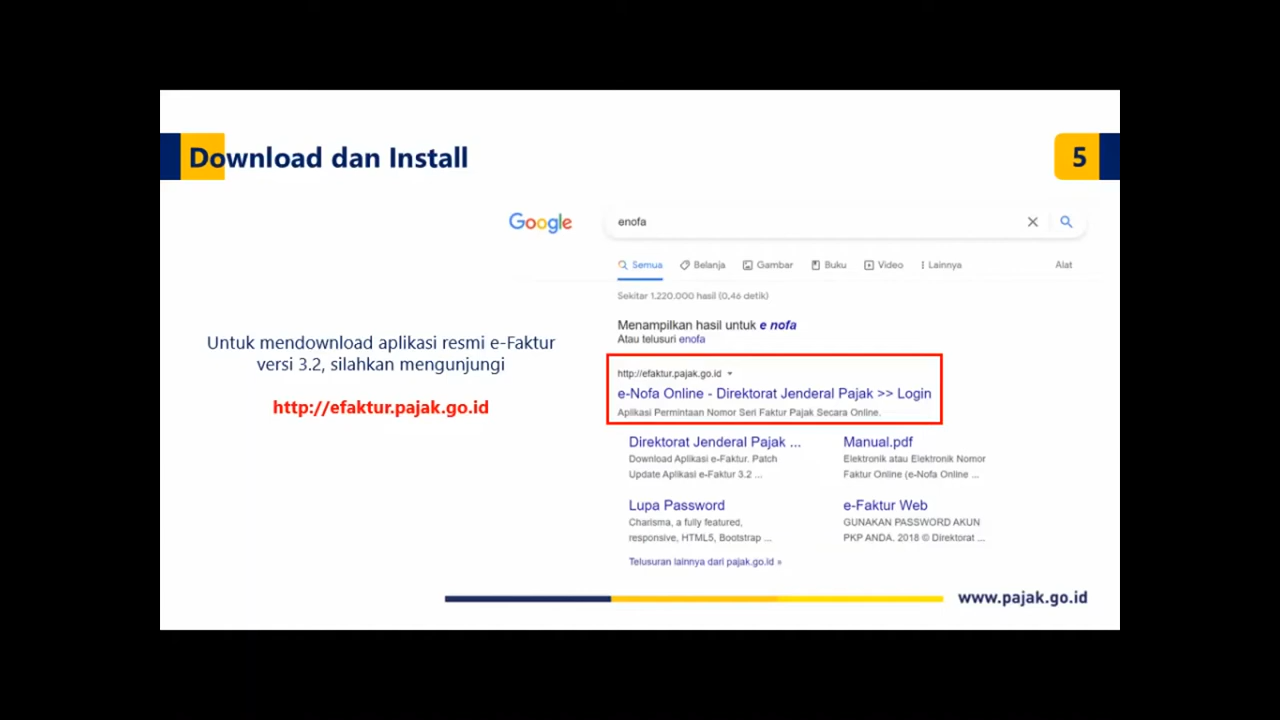 Download dan Install
5
Google
enofa
Semua
Belanja
Gambar
Buku
Video
Lainnya
Alat
Sekitar 1.220.000 hasil (0,46 detik)
Menampilkan hasil untuk e nofa
Atau telusuri enofa
Untuk mendownload aplikasi resmi e-Faktur
versi 3.2, silahkan mengunjungi
http://efaktur.pajak.go.id
http://efaktur.pajak.go.id
e-Nofa Online - Direktorat Jenderal Pajak >> Login
Aplikasi Permintaan Nomor Seri Faktur Pajak Secara Online.
Direktorat Jenderal Pajak ...
Download Aplikasi e-Faktur. Patch
Update Aplikasi e-Faktur 3.2 ...
Manual.pdf
Elektronik atau Elektronik Nomor
Faktur Online (e-Nofa Online ...
Lupa Password
Charisma, a fully featured,
responsive, HTML5, Bootstrap ...
e-Faktur Web
GUNAKAN PASSWORD AKUN
PKP ANDA. 2018 © Direktorat ...
Telusuran lainnya dari pajak.go.id »
www.pajak.go.id